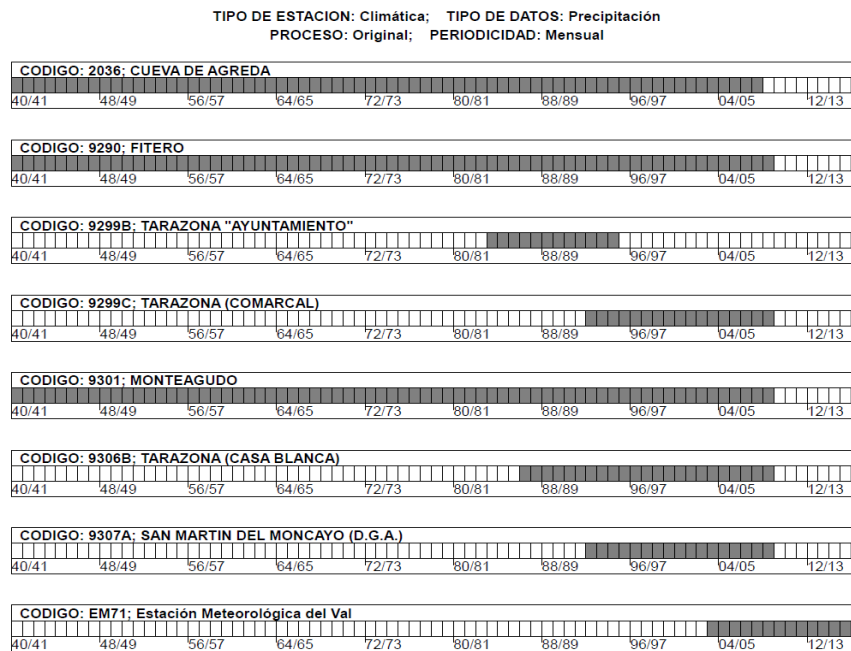 TIPO DE ESTACION: Climática; TIPO DE DATOS: Precipitación
PROCESO: Original; PERIODICIDAD: Mensual
CODIGO: 2036; CUEVA DE AGREDA
40/41 48/49 56/57 64/65 72/73 80/81 88/89 96/97 04/05 12/13
CODIGO: 9290; FITERO
40/41 48/49 56/57 64/65 72/73 80/81 88/89 96/97 04/05 12/13
CODIGO: 9299B; TARAZONA "AYUNTAMIENTO"
40/41 48/49 56/57 64/65 72/73 80/81 88/89 96/97 04/05 12/13
CODIGO: 9299C; TARAZONA (COMARCAL)
40/41 48/49 56/57 64/65 72/73 80/81 88/89 96/97 04/05 12/13
CODIGO: 9301; MONTEAGUDO
40/41 48/49 56/57 64/65 72/73 80/81 88/89 96/97 04/05 12/13
CODIGO: 9306B; TARAZONA (CASA BLANCA)
40/41 48/49 56/57 64/65 72/73 80/81 88/89 96/97 04/05 12/13
CODIGO: 9307A; SAN MARTIN DEL MONCAYO (D.G.A.)
40/41 48/49 56/57 64/65 72/73 80/81 88/89 96/97 04/05 12/13
CODIGO: EM71; Estación Meteorológica del Val
40/41 48/49 56/57 64/65 72/73 80/81 88/89 96/97 04/05 12/13